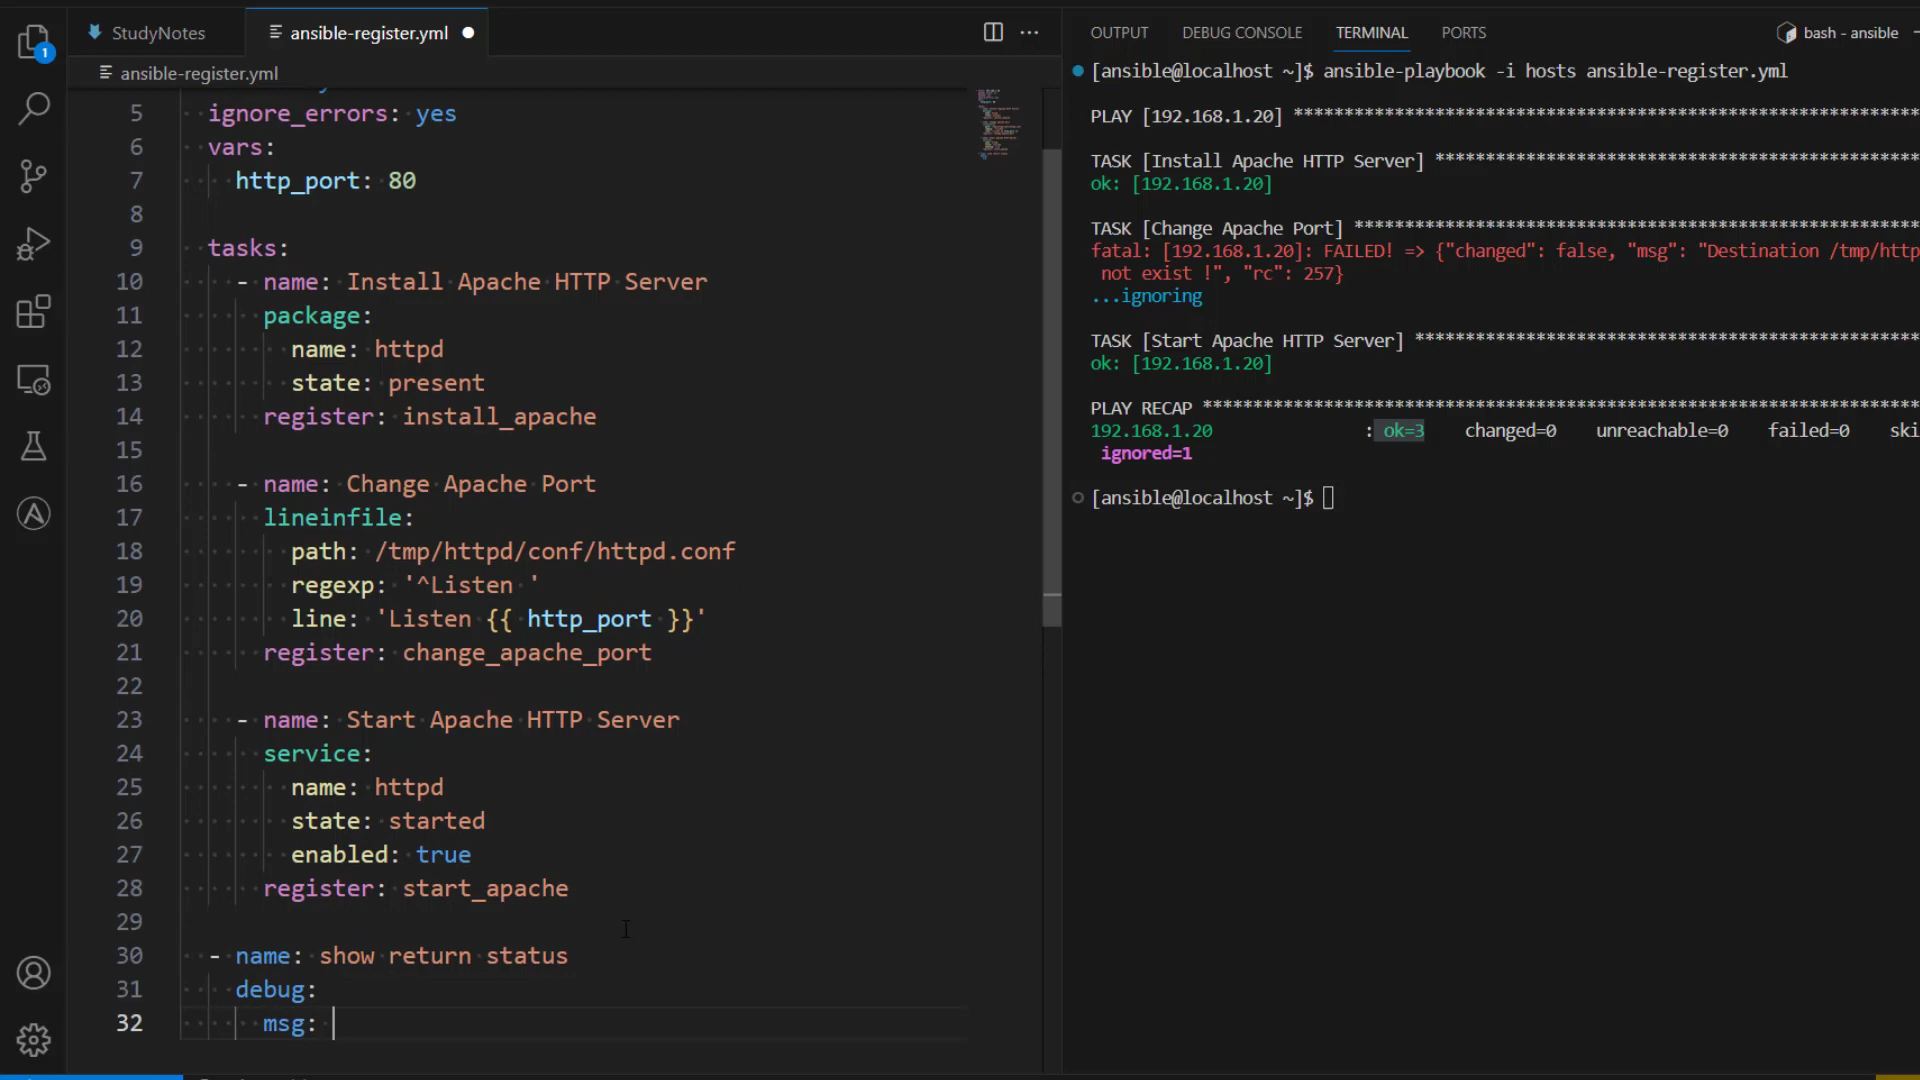 1
StudyNotes
ansible-register.yml
ansible-register.yml
5 ignore_errors: yes
6 vars:
7 http_port: 80
8
9 tasks:
10 - name: Install Apache HTTP Server
11 package:
12 name: httpd
13 state: present
14 register: install_apache
15
16 - name: Change Apache Port
17 lineinfile:
18 path: /tmp/httpd/conf/httpd.conf
19 regexp: '^Listen '
20 line: 'Listen {{ http_port }}'
21 register: change_apache_port
22
23 - name: Start Apache HTTP Server
24 service:
25 name: httpd
26 state: started
27 enabled: true
28 register: start_apache
29
30 - name: show return status
31 debug:
32 msg:
OUTPUT DEBUG CONSOLE TERMINAL PORTS
bash - ansible
[ansible@localhost ~]$ ansible-playbook -i hosts ansible-register.yml
PLAY [192.168.1.20] **************************************************************
TASK [Install Apache HTTP Server] ************************************************
ok: [192.168.1.20]
TASK [Change Apache Port] ********************************************************
fatal: [192.168.1.20]: FAILED! => {"changed": false, "msg": "Destination /tmp/http
not exist !", "rc": 257}
...ignoring
TASK [Start Apache HTTP Server] **************************************************
ok: [192.168.1.20]
PLAY RECAP ***********************************************************************
192.168.1.20 : ok=3 changed=0 unreachable=0 failed=0 ski
ignored=1
[ansible@localhost ~]$